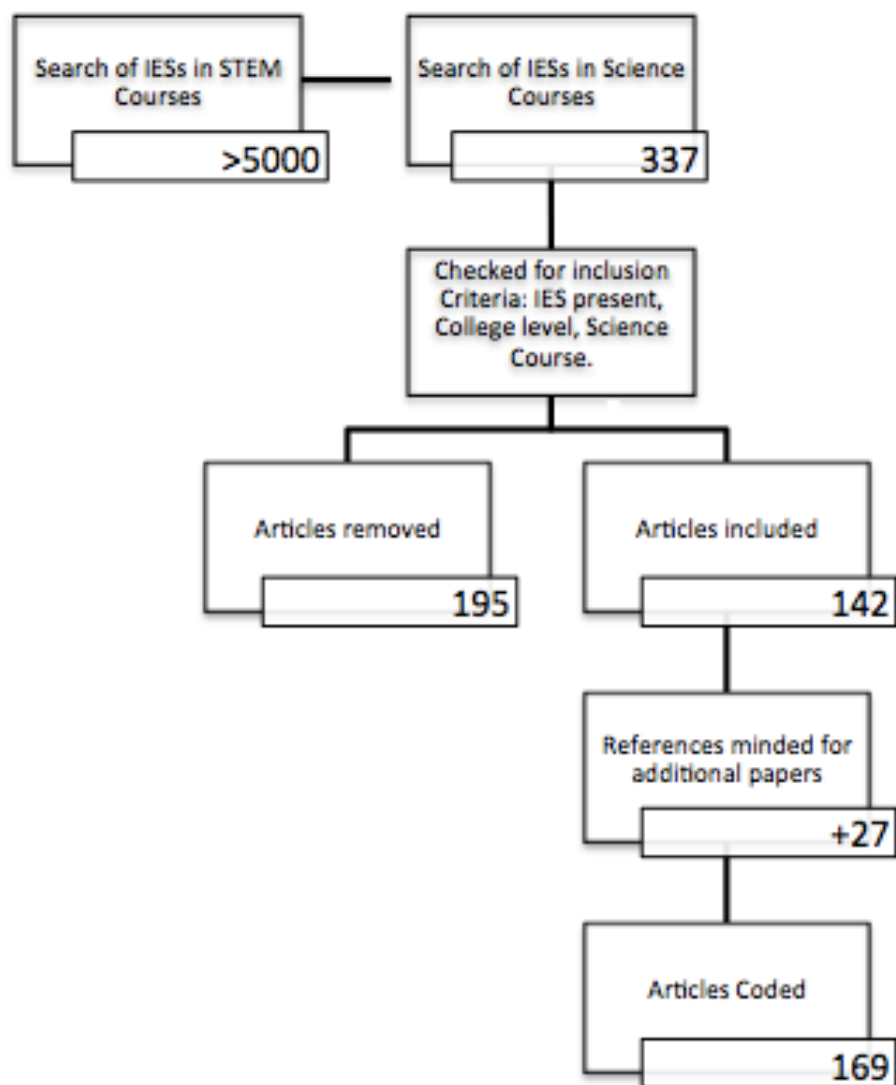 Search of IESs in STEM
Courses
>5000
Search of IESs in Science
Courses
337
Checked for inclusion
Criteria: IES present,
College level, Science
Course.
Articles removed
195
Articles included
142
References minded for
additional papers
+27
Articles Coded
169